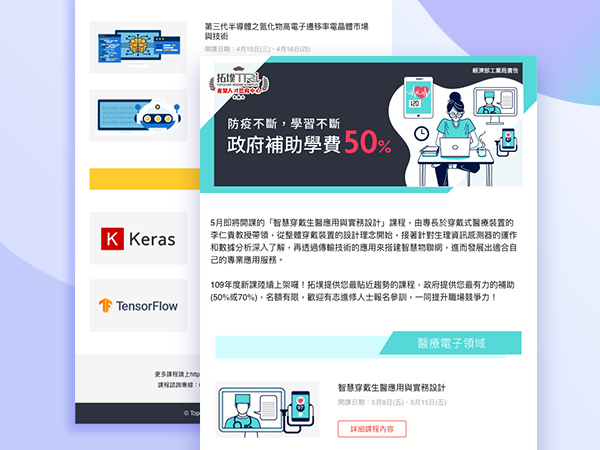 第三代半導體之氮化物高電子遷移率電晶體市場
與技術
開課日期：4月15日(三)、4月16日(四)
Keras
TensorFlow
更多課程請上http
課程諮詢專線：
© Topo
拓墣TTRI
產業人才培育中心
經濟部工業局廣告
防疫不斷，學習不斷
政府補助學費50%
120
5月即將開課的「智慧穿戴生醫應用與實務設計」課程，由專長於穿戴式醫療裝置的
李仁貴教授帶領，從整體穿戴裝置的設計理念開始，接著針對生理資訊感測器的運作
和數據分析深入了解，再透過傳輸技術的應用來搭建智慧物聯網，進而發展出適合自
己的專業應用服務。
109年度新課陸續上架囉！拓墣提供您最貼近趨勢的課程，政府提供您最有力的補助
(50%或70%)，名額有限，歡迎有志進修人士報名參訓，一同提升職場競爭力！
醫療電子領域
智慧穿戴生醫應用與實務設計
開課日期：5月8日(五)、5月15日(五)
詳細課程內容